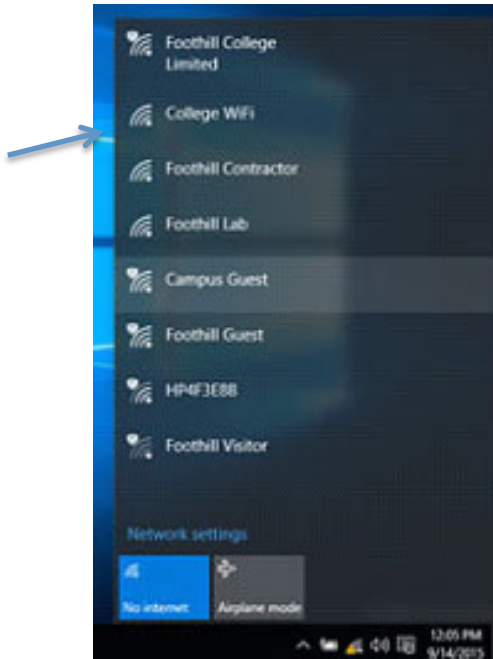 Foothill College
Limited
College WiFi
Foothill Contractor
Foothill Lab
Campus Guest
Foothill Guest
HP4F3E88
Foothill Visitor
Network settings
No internet
Airplane mode
12:05 PM
9/14/2015